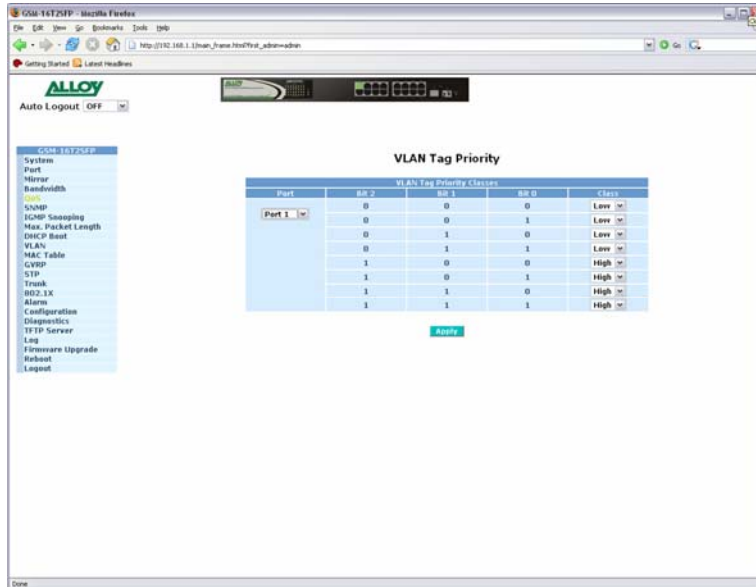 GSM-16T2SFP - Mozilla Firefox
File Edit View Go Bookmarks Tools Help
http://192.168.1.1/main_frame.html?first_admin=admin
Go
Getting Started Latest Headlines
ALLOY
Auto Logout OFF
GSM-16T2SFP
System
Port
Mirror
Bandwidth
QOS
SNMP
IGMP Snooping
Max. Packet Length
DHCP Boot
VLAN
MAC Table
GVRP
STP
Trunk
802.1X
Alarm
Configuration
Diagnostics
TFTP Server
Log
Firmware Upgrade
Reboot
Logout
VLAN Tag Priority
VLAN Tag Priority Classes
Port Bit 2 Bit 1 Bit 0 Class
Port 1
0 0 0 Low
0 0 1 Low
0 1 0 Low
0 1 1 Low
1 0 0 High
1 0 1 High
1 1 0 High
1 1 1 High
Apply
Done